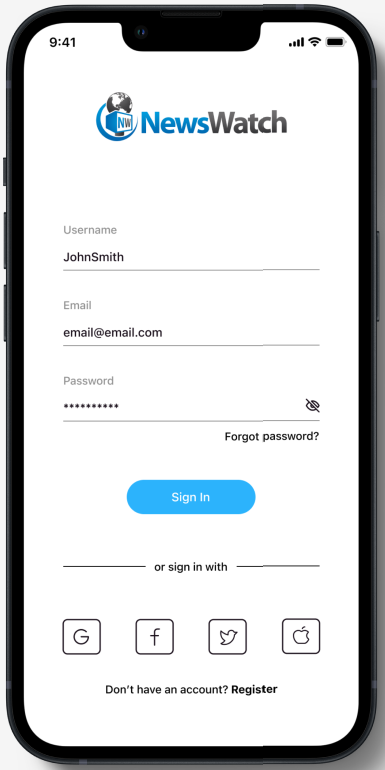 9:41
NW
NewsWatch
Username
JohnSmith
Email
email@email.com
Password
**********
Forgot password?
Sign In
or sign in with
G f
Don't have an account? Register